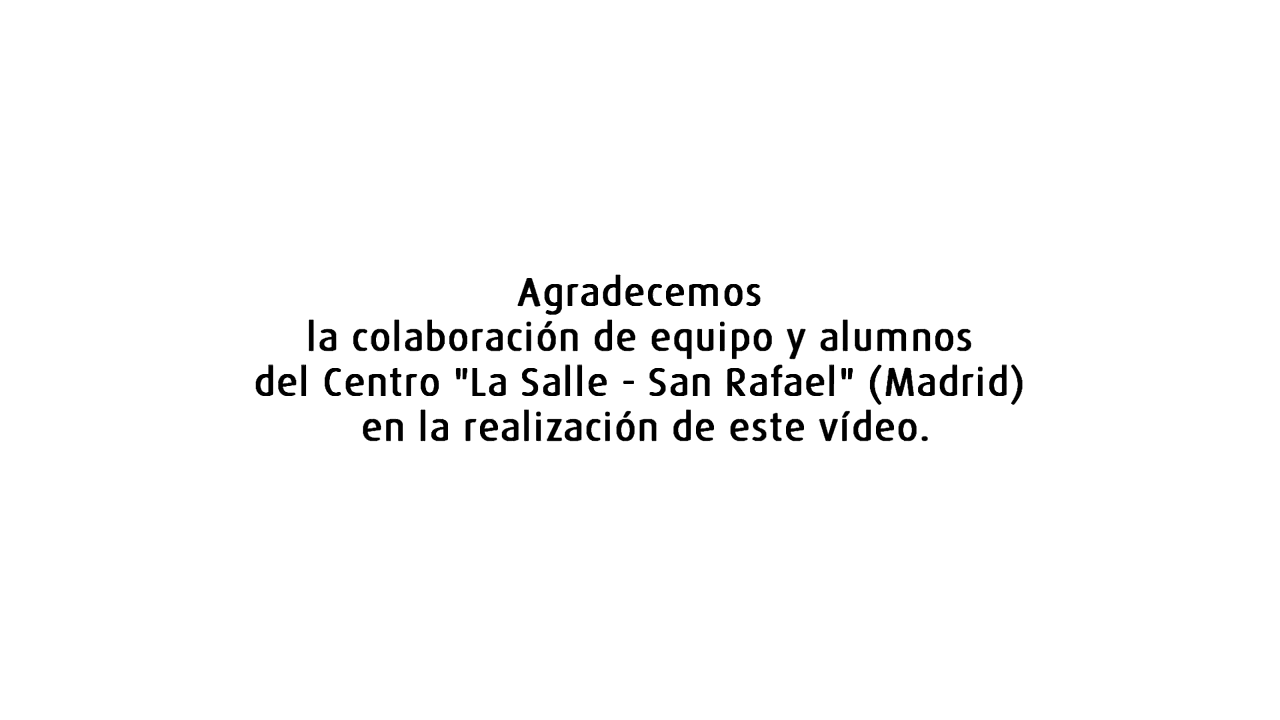 Agradecemos
la colaboración de equipo y alumnos
del Centro "La Salle - San Rafael" (Madrid)
en la realización de este vídeo.